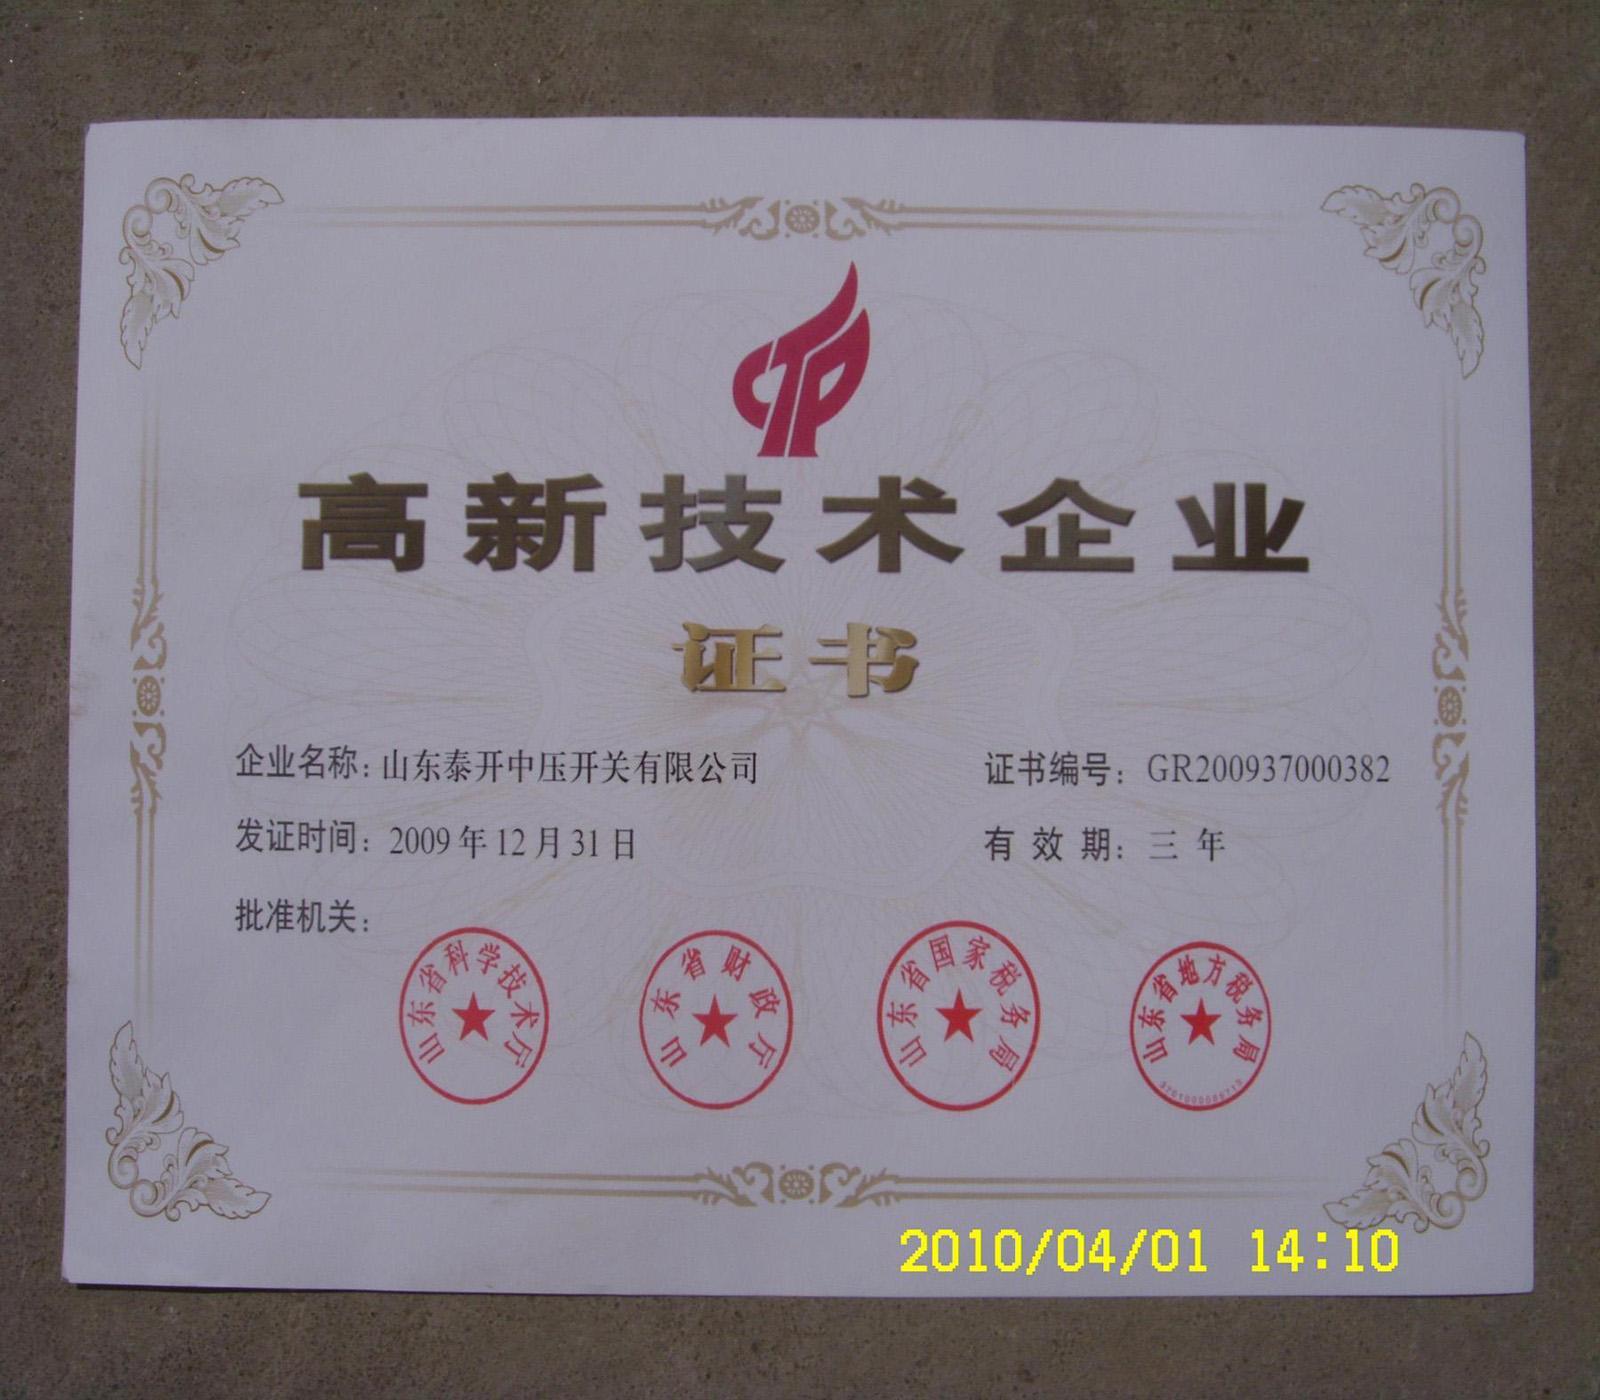 CTP
高新技术企业
证书
企业名称：山东泰开中压开关有限公司
证书编号：GR200937000382
发证时间：2009年12月31日
有效期：三年
批准机关：
山东省科学技术厅
山东省财政厅
山东省国家税务局
山东省地方税务局
2010/04/01 14:10